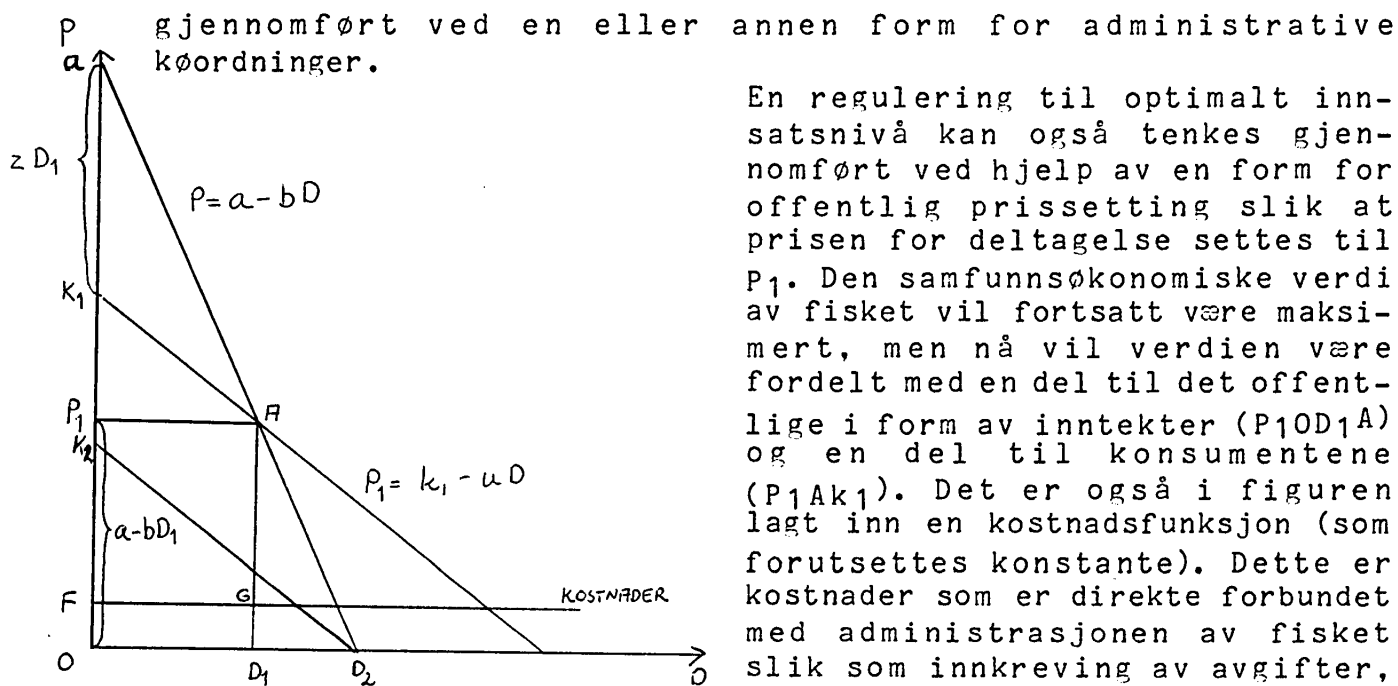 gjennomført ved en eller annen form for administrative
køordninger.
P
a
z D₁
P = a - bD
K₁
P₁
A
K₂
P₁ = k₁ - uD
a-bD₁
F
G
KOSTNADER
O
D₁
D₂
D
En regulering til optimalt inn-
satsnivå kan også tenkes gjen-
nomført ved hjelp av en form for
offentlig prissetting slik at
prisen for deltagelse settes til
P₁. Den samfunnsøkonomiske verdi
av fisket vil fortsatt være maksi-
mert, men nå vil verdien være
fordelt med en del til det offent-
lige i form av inntekter (P₁OD₁A)
og en del til konsumentene
(P₁Ak₁). Det er også i figuren
lagt inn en kostnadsfunksjon (som
forutsettes konstante). Dette er
kostnader som er direkte forbundet
med administrasjonen av fisket
slik som innkreving av avgifter,